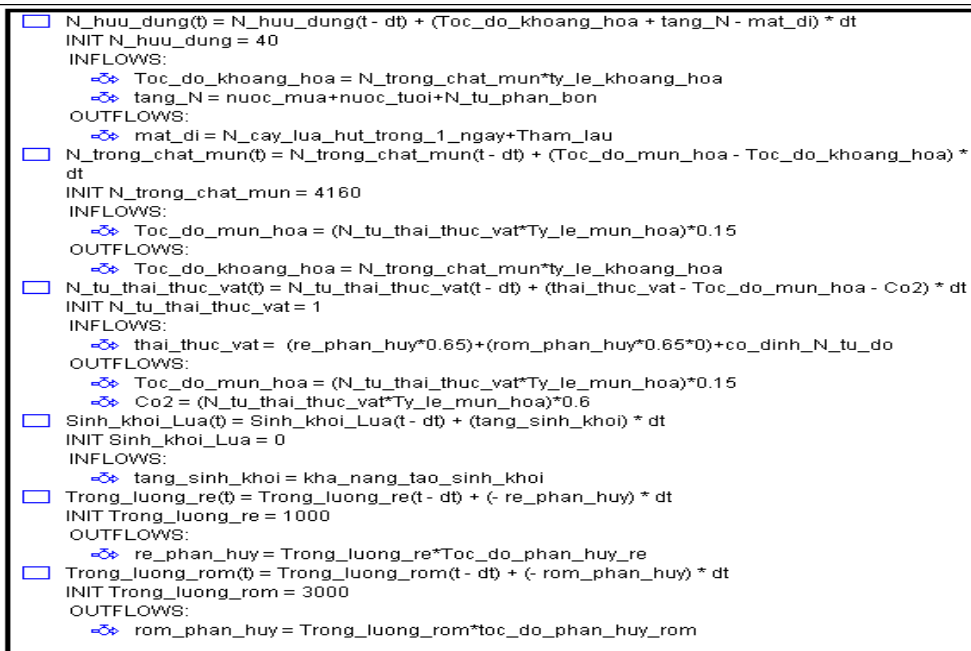 N_huu_dung(t) = N_huu_dung(t - dt) + (Toc_do_khoang_hoa + tang_N - mat_di) * dt
INIT N_huu_dung = 40
INFLOWS:
Toc_do_khoang_hoa = N_trong_chat_mun*ty_le_khoang_hoa
tang_N = nuoc_mua+nuoc_tuoi+N_tu_phan_bon
OUTFLOWS:
mat_di = N_cay_lua_hut_trong_1_ngay+Tham_lau
N_trong_chat_mun(t) = N_trong_chat_mun(t - dt) + (Toc_do_mun_hoa - Toc_do_khoang_hoa) *
dt
INIT N_trong_chat_mun = 4160
INFLOWS:
Toc_do_mun_hoa = (N_tu_thai_thuc_vat*Ty_le_mun_hoa)*0.15
OUTFLOWS:
Toc_do_khoang_hoa = N_trong_chat_mun*ty_le_khoang_hoa
N_tu_thai_thuc_vat(t) = N_tu_thai_thuc_vat(t - dt) + (thai_thuc_vat - Toc_do_mun_hoa - Co2) * dt
INIT N_tu_thai_thuc_vat = 1
INFLOWS:
thai_thuc_vat = (re_phan_huy*0.65)+(rom_phan_huy*0.65*0)+co_dinh_N_tu_do
OUTFLOWS:
Toc_do_mun_hoa = (N_tu_thai_thuc_vat*Ty_le_mun_hoa)*0.15
Co2 = (N_tu_thai_thuc_vat*Ty_le_mun_hoa)*0.6
Sinh_khoi_Lua(t) = Sinh_khoi_Lua(t - dt) + (tang_sinh_khoi) * dt
INIT Sinh_khoi_Lua = 0
INFLOWS:
tang_sinh_khoi = kha_nang_tao_sinh_khoi
Trong_luong_re(t) = Trong_luong_re(t - dt) + (- re_phan_huy) * dt
INIT Trong_luong_re = 1000
OUTFLOWS:
re_phan_huy = Trong_luong_re*Toc_do_phan_huy_re
Trong_luong_rom(t) = Trong_luong_rom(t - dt) + (- rom_phan_huy) * dt
INIT Trong_luong_rom = 3000
OUTFLOWS:
rom_phan_huy = Trong_luong_rom*toc_do_phan_huy_rom